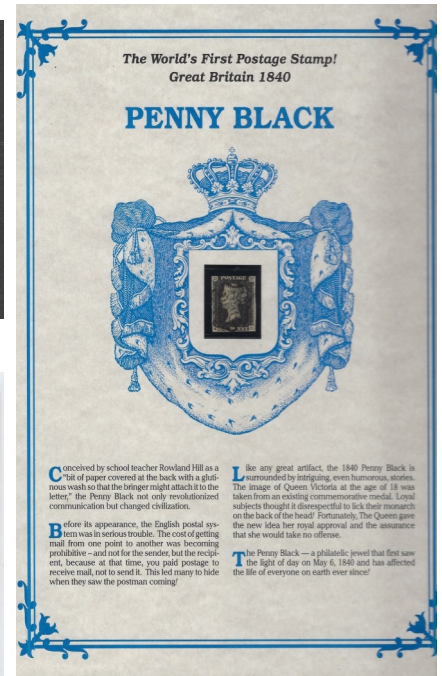 The World's First Postage Stamp!
Great Britain 1840
PENNY BLACK
POSTAGE
Conceived by school teacher Rowland Hill as a
"bit of paper covered at the back with a gluti-
nous wash so that the bringer might attach it to the
letter," the Penny Black not only revolutionized
communication but changed civilization.
Before its appearance, the English postal sys-
tem was in serious trouble. The cost of getting
mail from one point to another was becoming
prohibitive – and not for the sender, but the recipi-
ent, because at that time, you paid postage to
receive mail, not to send it. This led many to hide
when they saw the postman coming!
Like any great artifact, the 1840 Penny Black is
surrounded by intriguing, even humorous, stories.
The image of Queen Victoria at the age of 18 was
taken from an existing commemorative medal. Loyal
subjects thought it disrespectful to lick their monarch
on the back of the head! Fortunately, The Queen gave
the new idea her royal approval and the assurance
that she would take no offense.
The Penny Black — a philatelic jewel that first saw
the light of day on May 6, 1840 and has affected
the life of everyone on earth ever since!